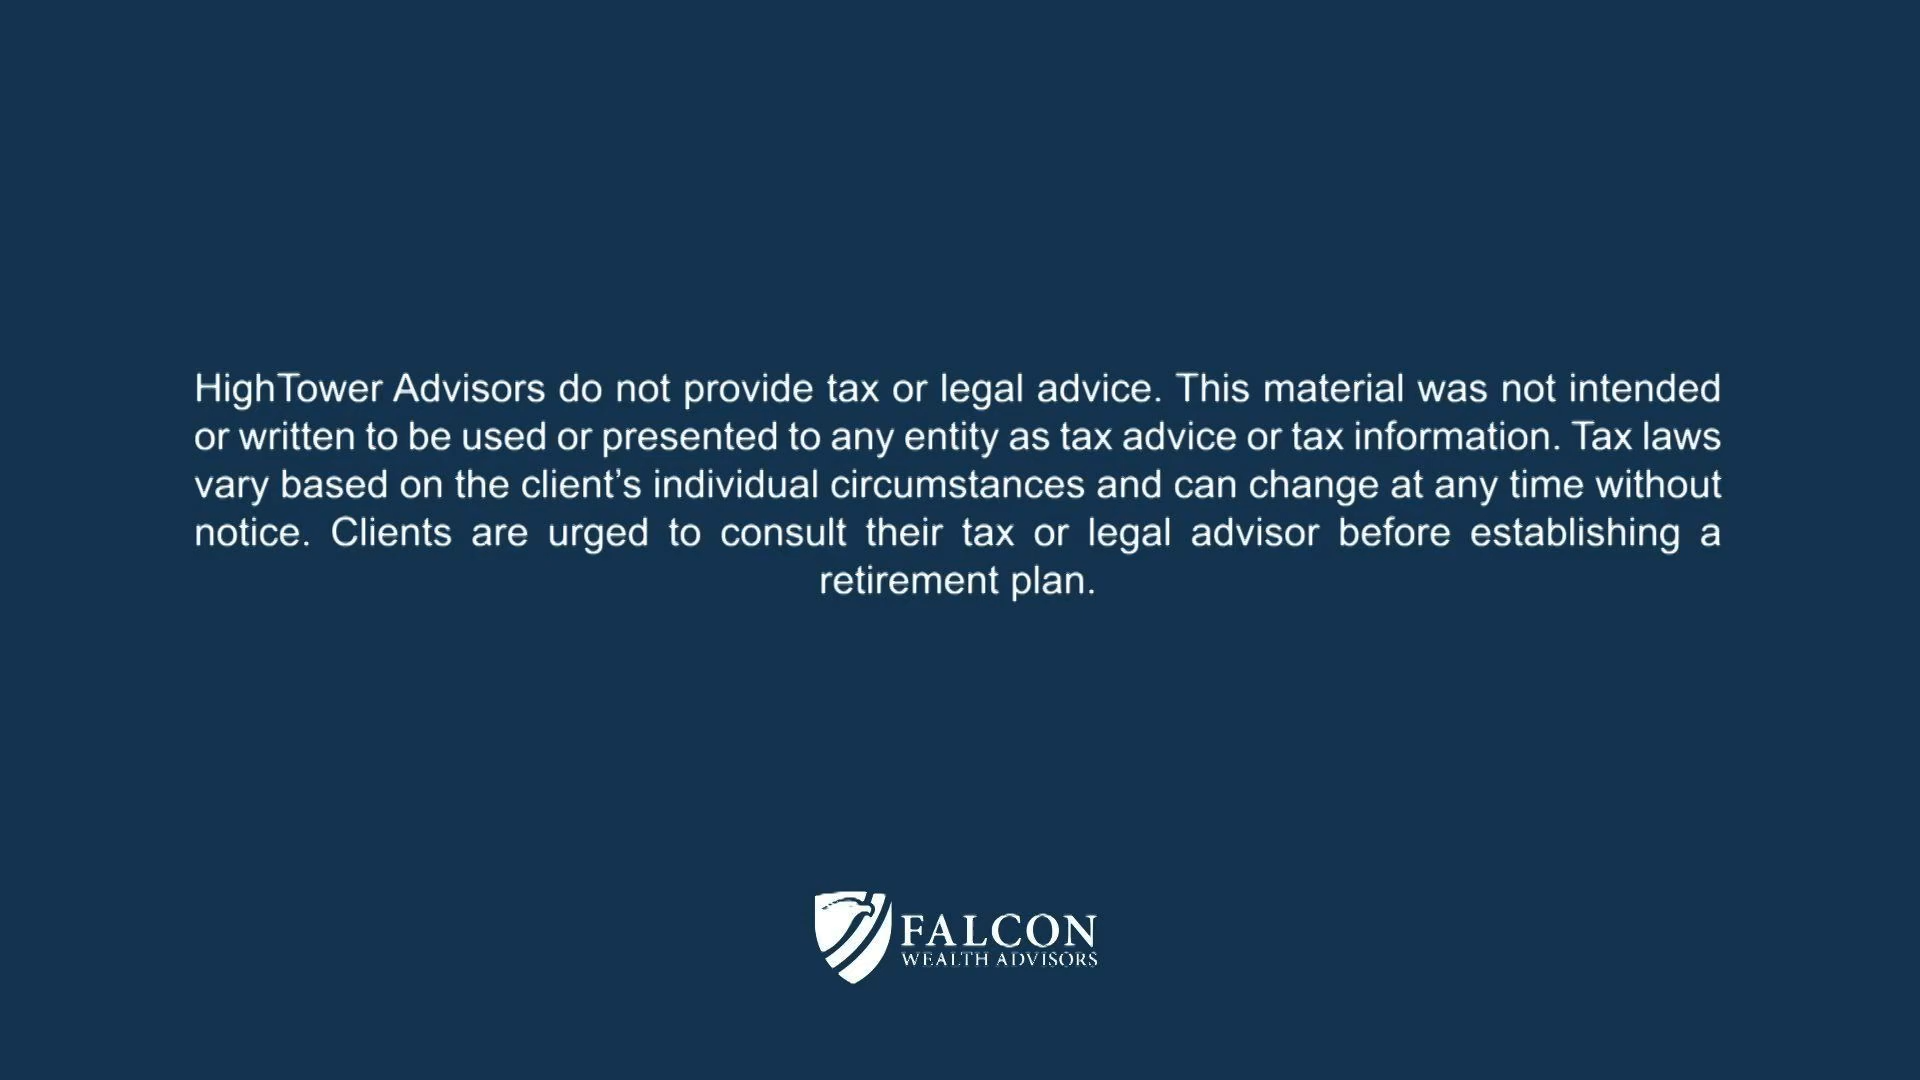 HighTower Advisors do not provide tax or legal advice. This material was not intended
or written to be used or presented to any entity as tax advice or tax information. Tax laws
vary based on the client’s individual circumstances and can change at any time without
notice. Clients are urged to consult their tax or legal advisor before establishing a
retirement plan.
FALCON
WEALTH ADVISORS